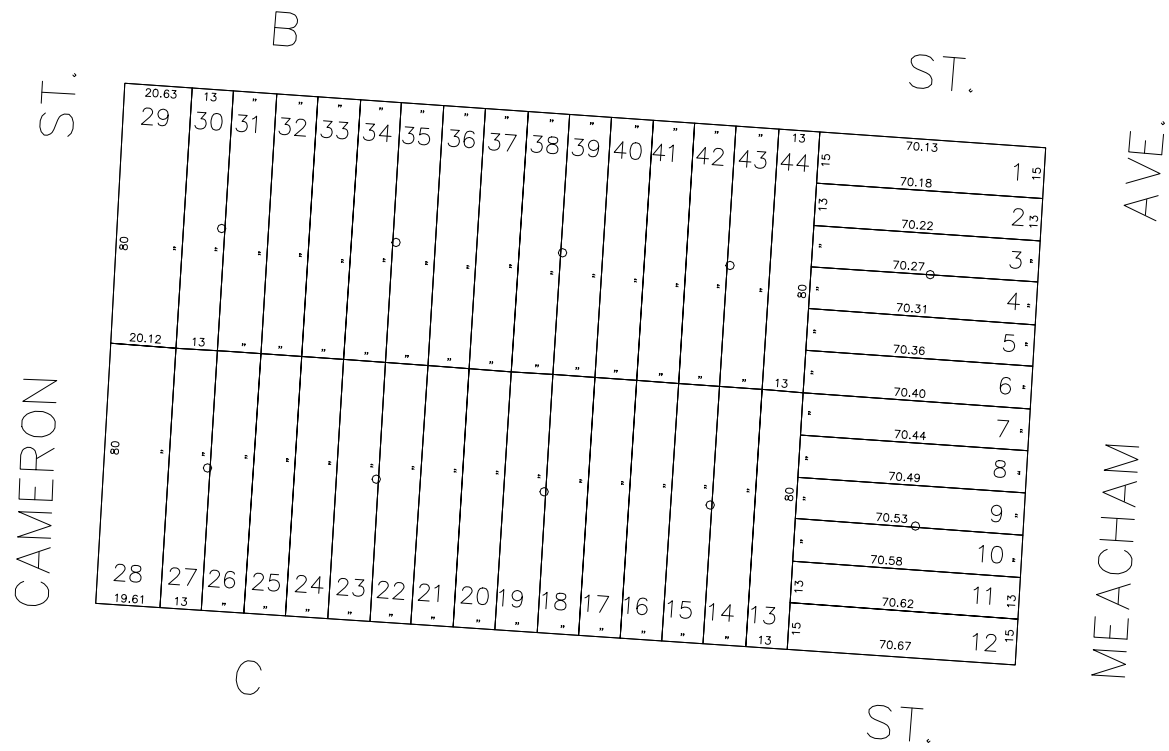 B ST.
CAMERON ST.
MEACHAM AVE.
20.63 13 " " " " " " " " " " " " " 13
29 30 31 32 33 34 35 36 37 38 39 40 41 42 43 44
80 " " " " " " " " " " " " " " 80
20.12 13 " " " " " " " " " " " " " 13
80 " " " " " " " " " " " " " " 80
28 27 26 25 24 23 22 21 20 19 18 17 16 15 14 13
19.61 13 " " " " " " " " " " " " " 13
70.13
15 1 15
70.18
13 2 13
70.22
" 3 "
70.27
" 4 "
70.31
" 5 "
70.36
" 6 "
70.40
" 7 "
70.44
" 8 "
70.49
" 9 "
70.53
" 10 "
70.58
13 11 13
70.62
15 12 15
70.67
C ST.